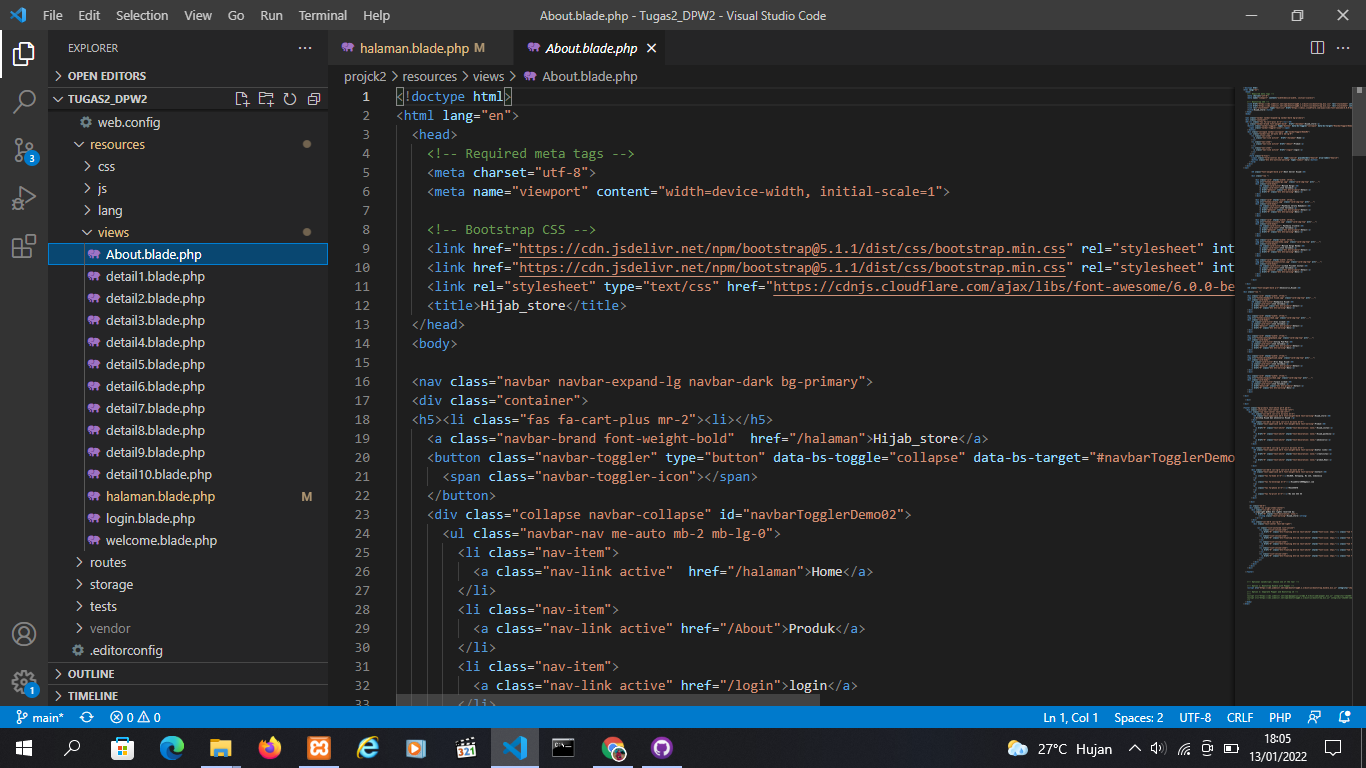 File Edit Selection View Go Run Terminal Help
About.blade.php - Tugas2_DPW2 - Visual Studio Code
EXPLORER
OPEN EDITORS
TUGAS2_DPW2
web.config
resources
css
js
lang
views
About.blade.php
detail1.blade.php
detail2.blade.php
detail3.blade.php
detail4.blade.php
detail5.blade.php
detail6.blade.php
detail7.blade.php
detail8.blade.php
detail9.blade.php
detail10.blade.php
halaman.blade.php M
login.blade.php
welcome.blade.php
routes
storage
tests
vendor
.editorconfig
OUTLINE
TIMELINE
3
1
halaman.blade.php M
About.blade.php
projck2 > resources > views > About.blade.php
1 <!doctype html>
2 <html lang="en">
3 <head>
4 <!-- Required meta tags -->
5 <meta charset="utf-8">
6 <meta name="viewport" content="width=device-width, initial-scale=1">
7
8 <!-- Bootstrap CSS -->
9 <link href="https://cdn.jsdelivr.net/npm/bootstrap@5.1.1/dist/css/bootstrap.min.css" rel="stylesheet" int
10 <link href="https://cdn.jsdelivr.net/npm/bootstrap@5.1.1/dist/css/bootstrap.min.css" rel="stylesheet" int
11 <link rel="stylesheet" type="text/css" href="https://cdnjs.cloudflare.com/ajax/libs/font-awesome/6.0.0-be
12 <title>Hijab_store</title>
13 </head>
14 <body>
15
16 <nav class="navbar navbar-expand-lg navbar-dark bg-primary">
17 <div class="container">
18 <h5><li class="fas fa-cart-plus mr-2"><li></h5>
19 <a class="navbar-brand font-weight-bold"  href="/halaman">Hijab_store</a>
20 <button class="navbar-toggler" type="button" data-bs-toggle="collapse" data-bs-target="#navbarTogglerDemo
21 <span class="navbar-toggler-icon"></span>
22 </button>
23 <div class="collapse navbar-collapse" id="navbarTogglerDemo02">
24 <ul class="navbar-nav me-auto mb-2 mb-lg-0">
25 <li class="nav-item">
26 <a class="nav-link active"  href="/halaman">Home</a>
27 </li>
28 <li class="nav-item">
29 <a class="nav-link active" href="/About">Produk</a>
30 </li>
31 <li class="nav-item">
32 <a class="nav-link active" href="/login">login</a>
33 </li>
main* 0 0
Ln 1, Col 1 Spaces: 2 UTF-8 CRLF PHP
27°C Hujan
18:05
13/01/2022